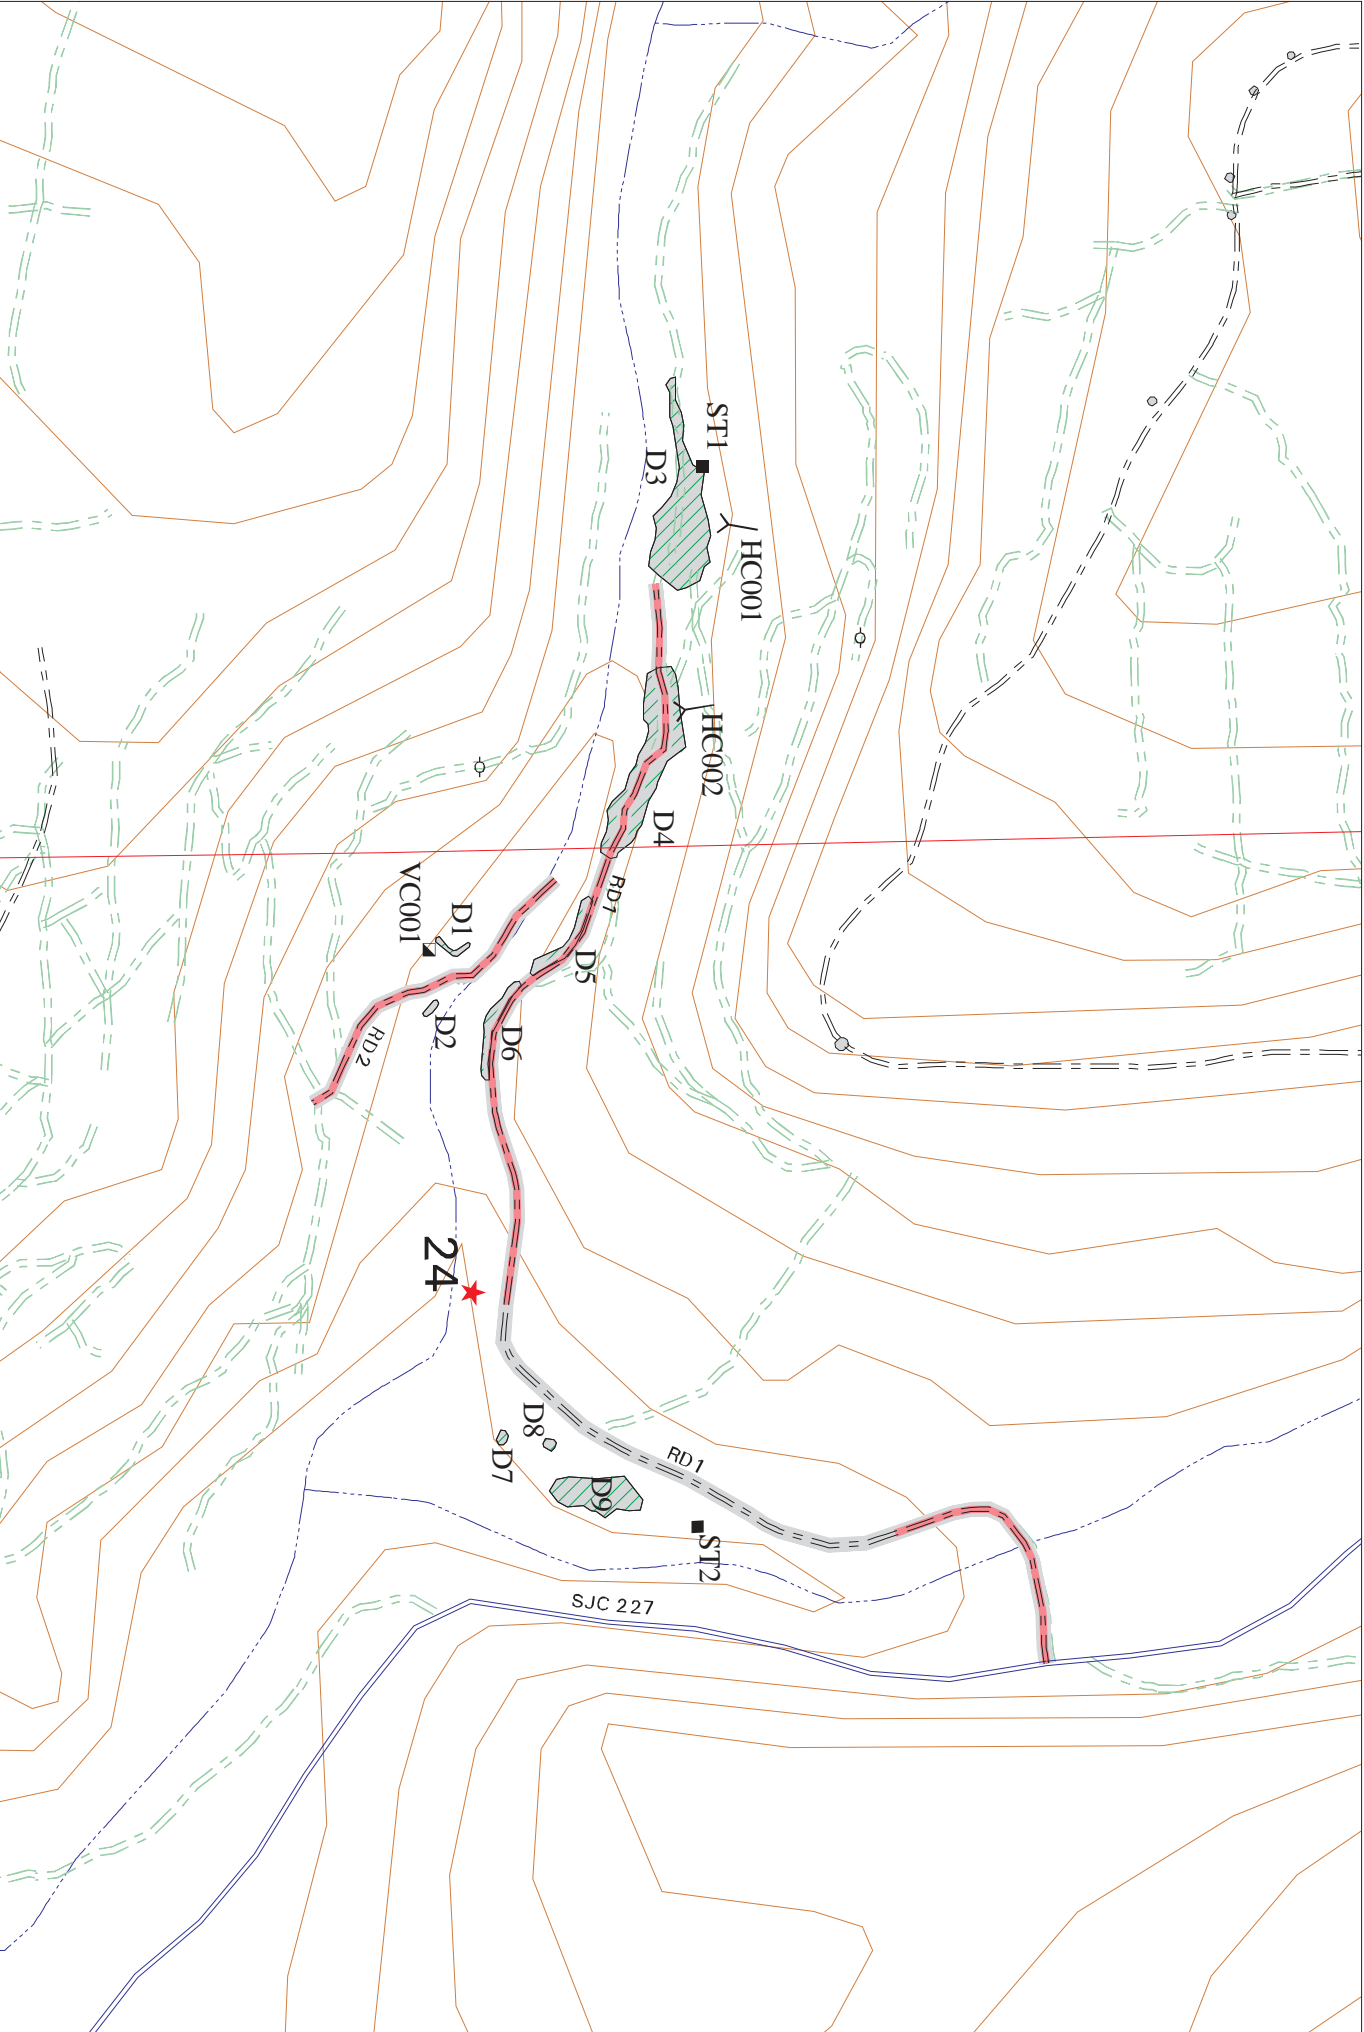 ST1
D3
HC001
HC002
D4
RD1
VC001
D1
D5
D2
D6
RD2
24
D8
D7
RD1
D9
ST2
SJC 227